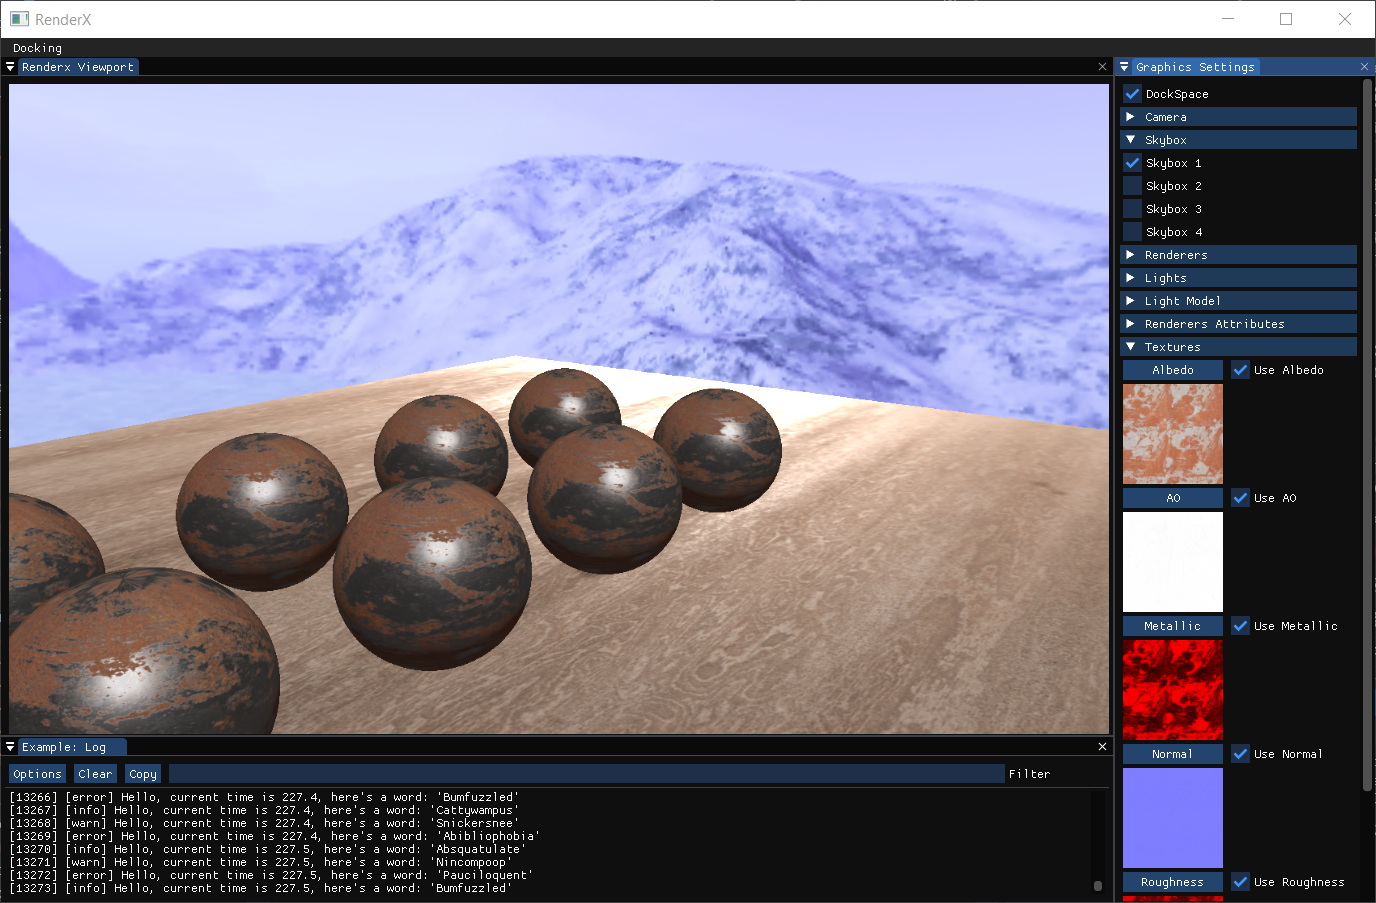 RenderX
Docking
Renderx Viewport
Graphics Settings
DockSpace
Camera
Skybox
Skybox 1
Skybox 2
Skybox 3
Skybox 4
Renderers
Lights
Light Model
Renderers Attributes
Textures
Albedo Use Albedo
AO Use AO
Metallic Use Metallic
Normal Use Normal
Roughness Use Roughness
Example: Log
Options Clear Copy Filter
[13266] [error] Hello, current time is 227.4, here's a word: 'Bumfuzzled'
[13267] [info] Hello, current time is 227.4, here's a word: 'Cattywampus'
[13268] [warn] Hello, current time is 227.4, here's a word: 'Snickersnee'
[13269] [error] Hello, current time is 227.4, here's a word: 'Abibliophobia'
[13270] [info] Hello, current time is 227.5, here's a word: 'Absquatulate'
[13271] [warn] Hello, current time is 227.5, here's a word: 'Nincompoop'
[13272] [error] Hello, current time is 227.5, here's a word: 'Pauciloquent'
[13273] [info] Hello, current time is 227.5, here's a word: 'Bumfuzzled'